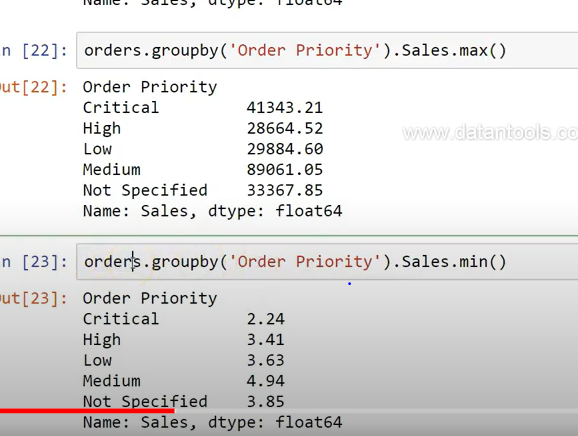 Name: Sales, dtype: float64
n [22]: orders.groupby('Order Priority').Sales.max()
ut[22]: Order Priority
Critical 41343.21
High 28664.52
Low 29884.60
Medium 89061.05
Not Specified 33367.85
Name: Sales, dtype: float64
www.datantools.co
n [23]: orders.groupby('Order Priority').Sales.min()
Out[23]: Order Priority
Critical 2.24
High 3.41
Low 3.63
Medium 4.94
Not Specified 3.85
Name: Sales, dtype: float64